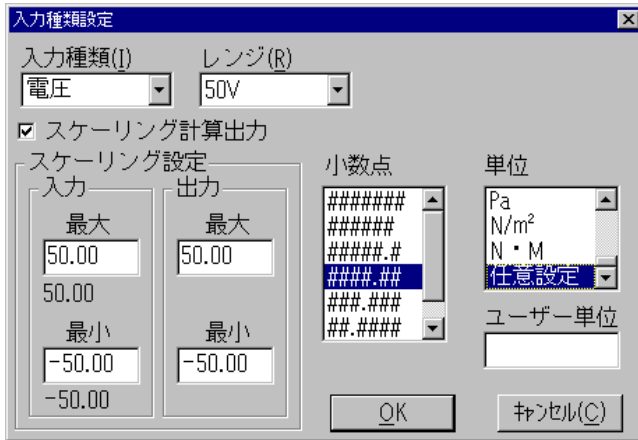 入力種類設定
入力種類(I) レンジ(R)
電圧 50V
スケーリング計算出力
スケーリング設定
入力 出力
最大 最大
50.00 50.00
50.00
最小 最小
-50.00 -50.00
-50.00
小数点
#######
######
#####.#
####.##
###.###
##.####
単位
Pa
N/m²
N・M
任意設定
ユーザー単位
OK キャンセル(C)